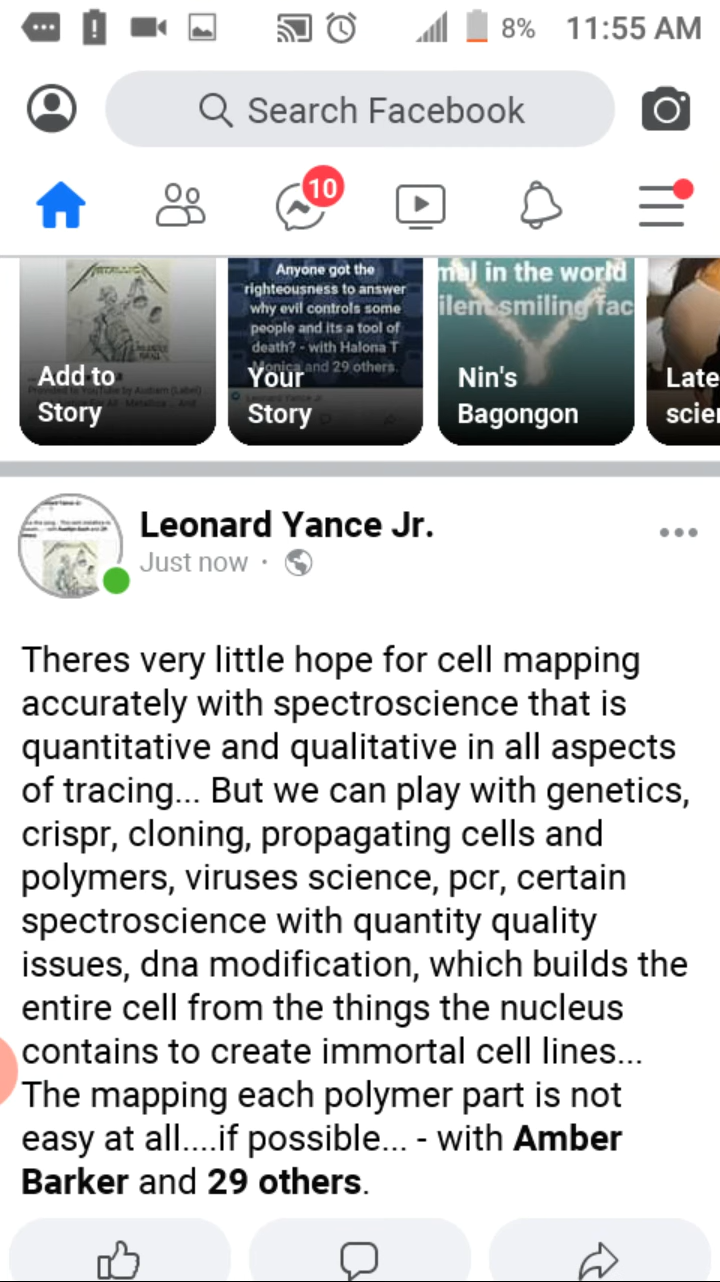 8%
11:55 AM
Search Facebook
10
METALLICA
Add to
Story
Anyone got the
righteousness to answer
why evil controls some
people and its a tool of
death? - with Halona T
Monica and 29 others.
Your
Story
in the world
smiling
Nin's
Bagongon
Late
scie
Leonard Yance Jr.
Just now ·
Theres very little hope for cell mapping
accurately with spectroscience that is
quantitative and qualitative in all aspects
of tracing... But we can play with genetics,
crispr, cloning, propagating cells and
polymers, viruses science, pcr, certain
spectroscience with quantity quality
issues, dna modification, which builds the
entire cell from the things the nucleus
contains to create immortal cell lines...
The mapping each polymer part is not
easy at all....if possible... - with Amber
Barker and 29 others.